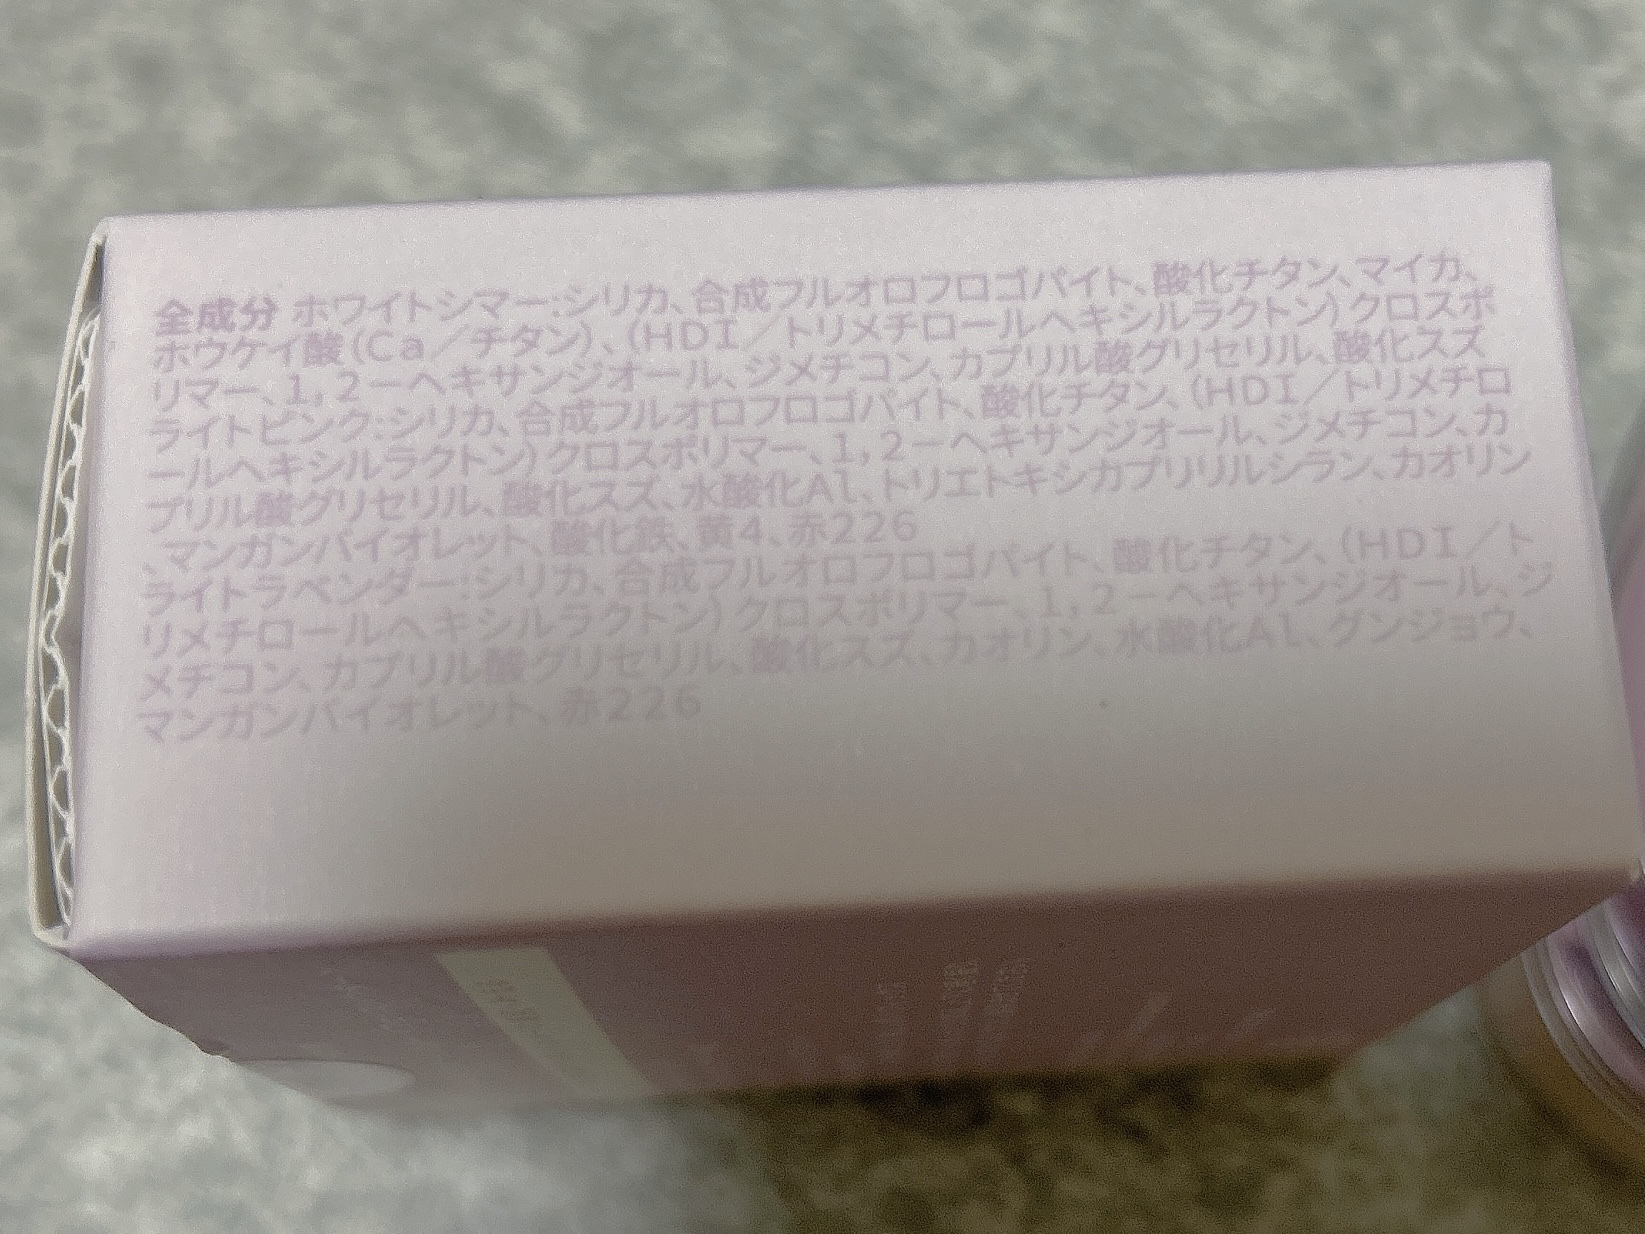 全成分 ホワイトシマー:シリカ、合成フルオロフロゴパイト、酸化チタン、マイカ、
ホウケイ酸(Ca/チタン)、(HDI/トリメチロールヘキシルラクトン)クロスポ
リマー、1,2-ヘキサンジオール、ジメチコン、カプリル酸グリセリル、酸化スズ
ライトピンク:シリカ、合成フルオロフロゴパイト、酸化チタン、(HDI/トリメチロ
ールヘキシルラクトン)クロスポリマー、1,2-ヘキサンジオール、ジメチコン、カ
プリル酸グリセリル、酸化スズ、水酸化Al、トリエトキシカプリリルシラン、カオリン
、マンガンバイオレット、酸化鉄、黄4、赤226
ライトラベンダー:シリカ、合成フルオロフロゴパイト、酸化チタン、(HDI/ト
リメチロールヘキシルラクトン)クロスポリマー、1,2-ヘキサンジオール、ジ
メチコン、カプリル酸グリセリル、酸化スズ、カオリン、水酸化Al、グンジョウ、
マンガンバイオレット、赤226